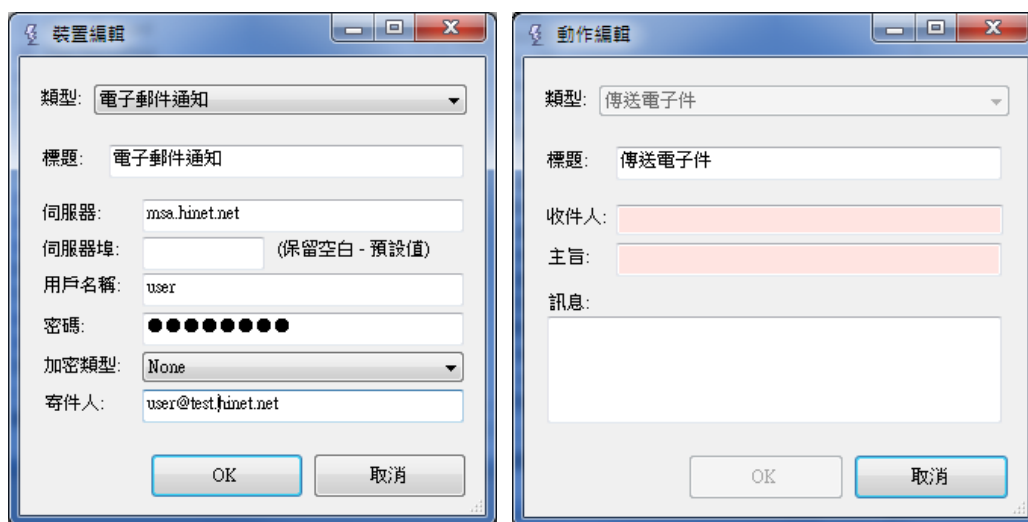 裝置編輯
類型: 電子郵件通知
標題: 電子郵件通知
伺服器: msa.hinet.net
伺服器埠: (保留空白 - 預設值)
用戶名稱: user
密碼: ●●●●●●●●
加密類型: None
寄件人: user@test.hinet.net
OK 取消
動作編輯
類型: 傳送電子件
標題: 傳送電子件
收件人:
主旨:
訊息:
OK 取消